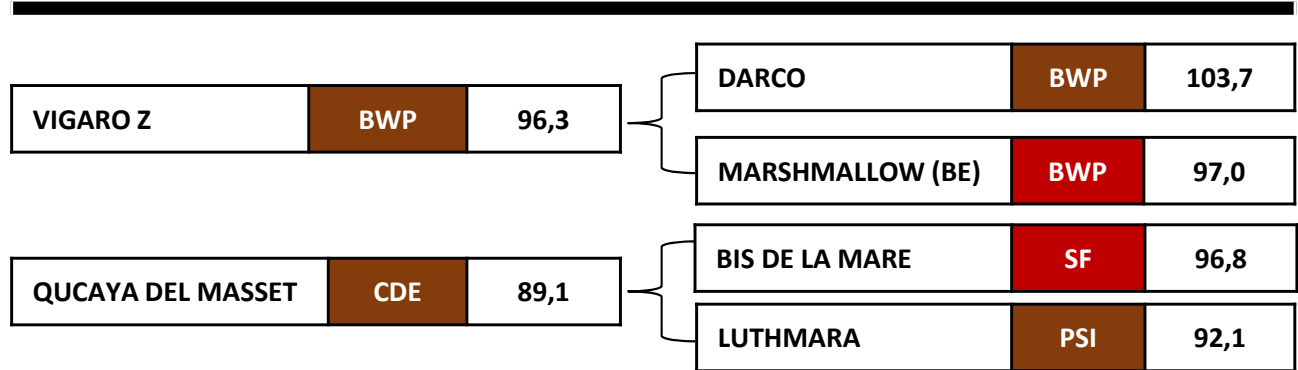 DARCO BWP 103,7
VIGARO Z BWP 96,3
MARSHMALLOW (BE) BWP 97,0
BIS DE LA MARE SF 96,8
QUCAYA DEL MASSET CDE 89,1
LUTHMARA PSI 92,1